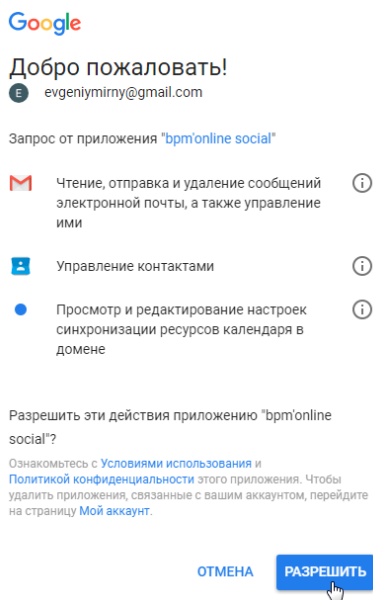 Google
Добро пожаловать!
E evgeniymirny@gmail.com
Запрос от приложения "bpm'online social"
Чтение, отправка и удаление сообщений
электронной почты, а также управление
ими
Управление контактами
Просмотр и редактирование настроек
синхронизации ресурсов календаря в
домене
Разрешить эти действия приложению "bpm'online
social"?
Ознакомьтесь с Условиями использования и
Политикой конфиденциальности этого приложения. Чтобы
удалить приложения, связанные с вашим аккаунтом, перейдите
на страницу Мой аккаунт.
ОТМЕНА РАЗРЕШИТЬ